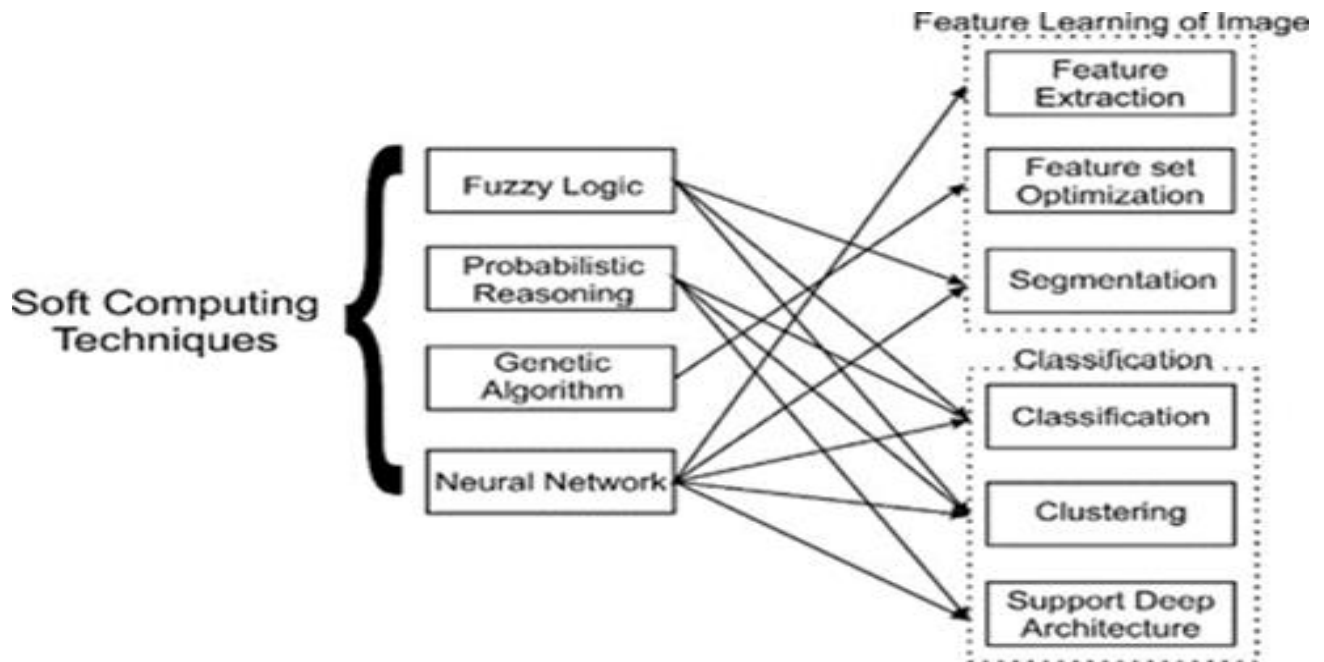 Feature Learning of Image
Feature
Extraction
Feature set
Optimization
Segmentation
Fuzzy Logic
Probabilistic
Reasoning
Genetic
Algorithm
Neural Network
Soft Computing
Techniques
Classification
Classification
Clustering
Support Deep
Architecture